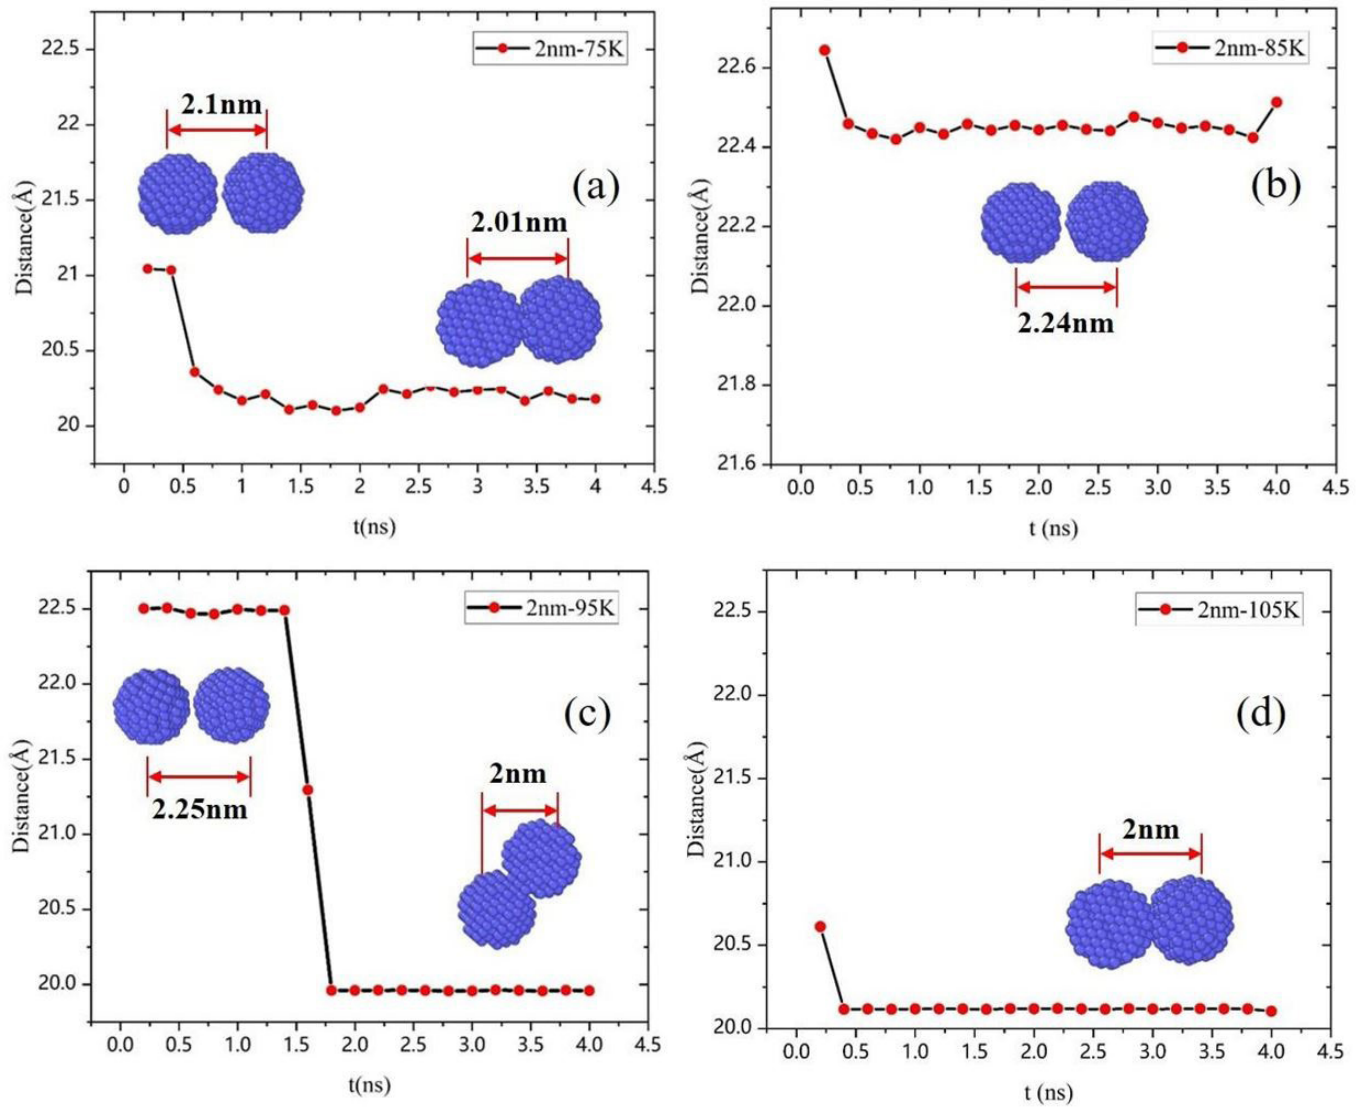 2nm-75K
22.5
22
21.5
21
20.5
20
Distance(Å)
2.1nm
2.01nm
(a)
0 0.5 1 1.5 2 2.5 3 3.5 4 4.5
t(ns)
2nm-85K
22.6
22.4
22.2
22.0
21.8
21.6
Distance(Å)
(b)
2.24nm
0.0 0.5 1.0 1.5 2.0 2.5 3.0 3.5 4.0 4.5
t (ns)
2nm-95K
22.5
22.0
21.5
21.0
20.5
20.0
Distance(Å)
(c)
2.25nm
2nm
0.0 0.5 1.0 1.5 2.0 2.5 3.0 3.5 4.0 4.5
t(ns)
2nm-105K
22.5
22.0
21.5
21.0
20.5
20.0
Distance(Å)
(d)
2nm
0.0 0.5 1.0 1.5 2.0 2.5 3.0 3.5 4.0 4.5
t (ns)